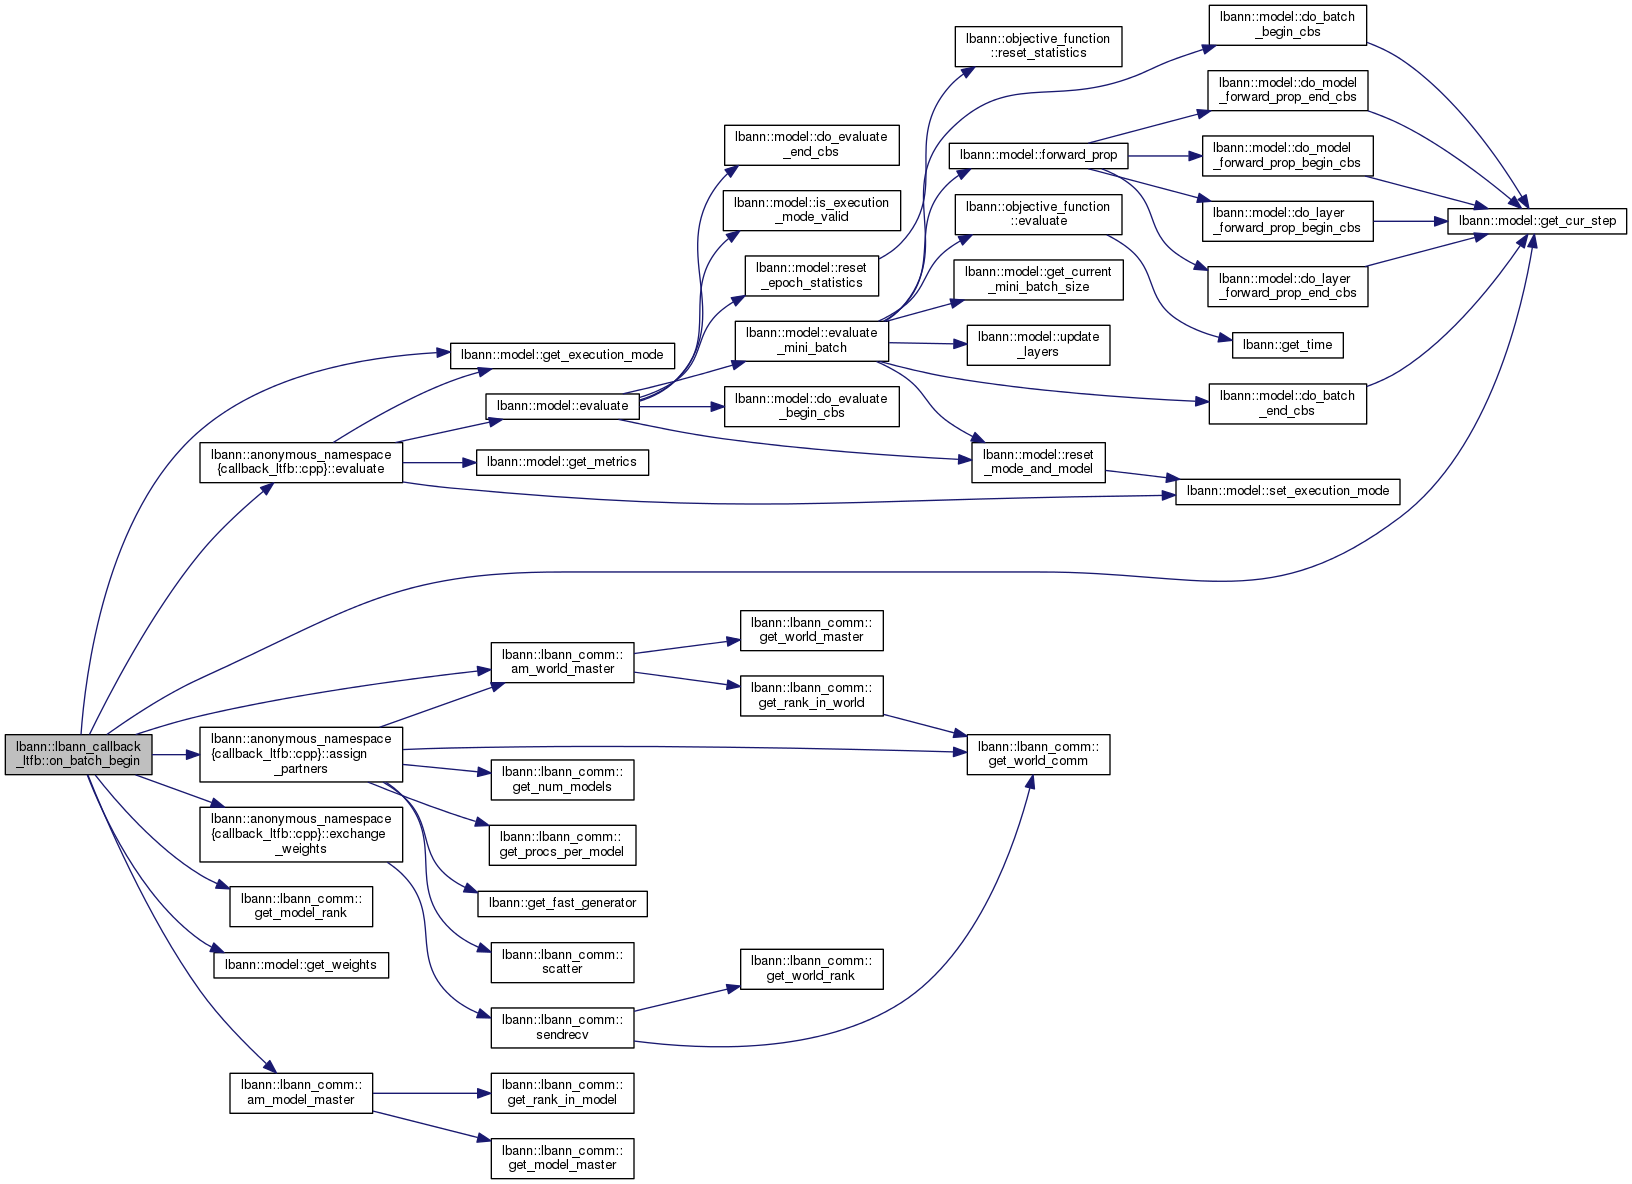 lbann::lbann_callback
_ltfb::on_batch_begin
lbann::model::get_execution_mode
lbann::anonymous_namespace
{callback_ltfb::cpp}::evaluate
lbann::model::evaluate
lbann::model::get_metrics
lbann::model::do_evaluate
_end_cbs
lbann::model::is_execution
_mode_valid
lbann::model::reset
_epoch_statistics
lbann::model::evaluate
_mini_batch
lbann::model::do_evaluate
_begin_cbs
lbann::objective_function
::reset_statistics
lbann::model::forward_prop
lbann::objective_function
::evaluate
lbann::model::get_current
_mini_batch_size
lbann::model::update
_layers
lbann::model::reset
_mode_and_model
lbann::model::do_batch
_begin_cbs
lbann::model::do_model
_forward_prop_end_cbs
lbann::model::do_model
_forward_prop_begin_cbs
lbann::model::do_layer
_forward_prop_begin_cbs
lbann::model::do_layer
_forward_prop_end_cbs
lbann::get_time
lbann::model::do_batch
_end_cbs
lbann::model::set_execution_mode
lbann::model::get_cur_step
lbann::lbann_comm::
am_world_master
lbann::lbann_comm::
get_world_master
lbann::lbann_comm::
get_rank_in_world
lbann::anonymous_namespace
{callback_ltfb::cpp}::assign
_partners
lbann::lbann_comm::
get_world_comm
lbann::lbann_comm::
get_num_models
lbann::lbann_comm::
get_procs_per_model
lbann::anonymous_namespace
{callback_ltfb::cpp}::exchange
_weights
lbann::get_fast_generator
lbann::lbann_comm::
get_model_rank
lbann::lbann_comm::
scatter
lbann::model::get_weights
lbann::lbann_comm::
get_world_rank
lbann::lbann_comm::
sendrecv
lbann::lbann_comm::
am_model_master
lbann::lbann_comm::
get_rank_in_model
lbann::lbann_comm::
get_model_master